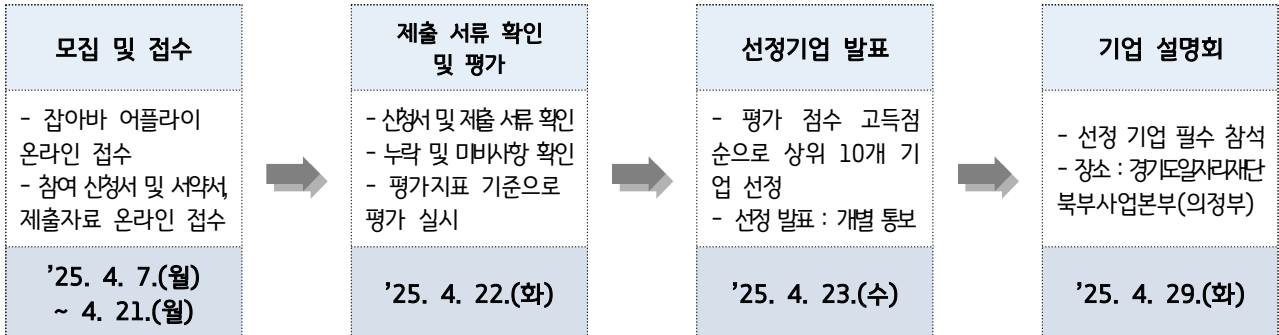 모집 및 접수
- 잡아바 어플라이
온라인 접수
- 참여 신청서 및 서약서,
제출자료 온라인 접수
’25. 4. 7.(월)
~ 4. 21.(월)
제출 서류 확인
및 평가
- 신청서 및 제출 서류 확인
- 누락 및 미비사항 확인
- 평가지표 기준으로
평가 실시
’25. 4. 22.(화)
선정기업 발표
- 평가 점수 고득점
순으로 상위 10개 기
업 선정
- 선정 발표 : 개별 통보
’25. 4. 23.(수)
기업 설명회
- 선정 기업 필수 참석
- 장소 : 경기도일자리재단
북부사업본부(의정부)
’25. 4. 29.(화)